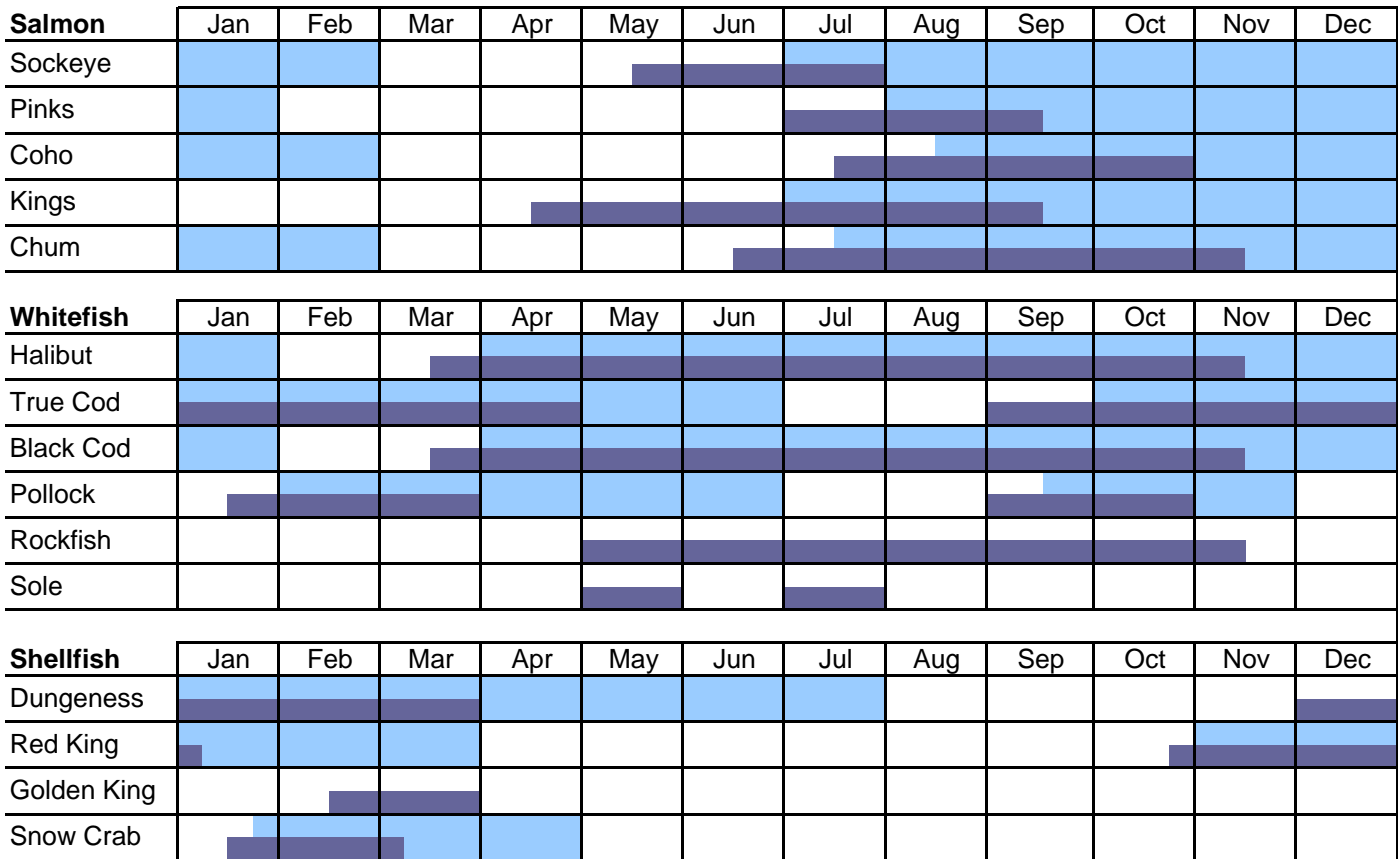 Salmon Jan Feb Mar Apr May Jun Jul Aug Sep Oct Nov Dec
Sockeye
Pinks
Coho
Kings
Chum
Whitefish Jan Feb Mar Apr May Jun Jul Aug Sep Oct Nov Dec
Halibut
True Cod
Black Cod
Pollock
Rockfish
Sole
Shellfish Jan Feb Mar Apr May Jun Jul Aug Sep Oct Nov Dec
Dungeness
Red King
Golden King
Snow Crab